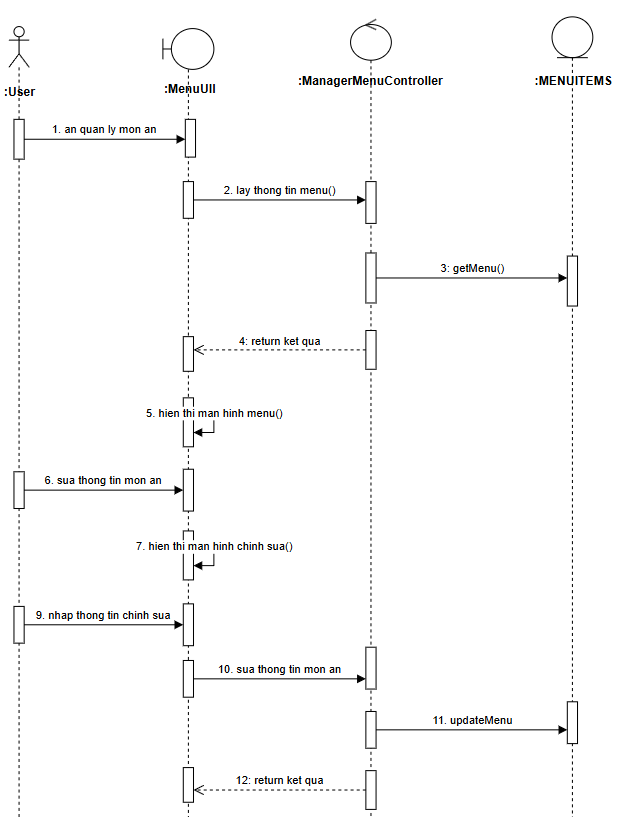 :User
:MenuUII
:ManagerMenuController
:MENUITEMS
1. an quan ly mon an
2. lay thong tin menu()
3: getMenu()
4: return ket qua
5. hien thi man hinh menu()
6. sua thong tin mon an
7. hien thi man hinh chinh sua()
9. nhap thong tin chinh sua
10. sua thong tin mon an
11. updateMenu
12: return ket qua